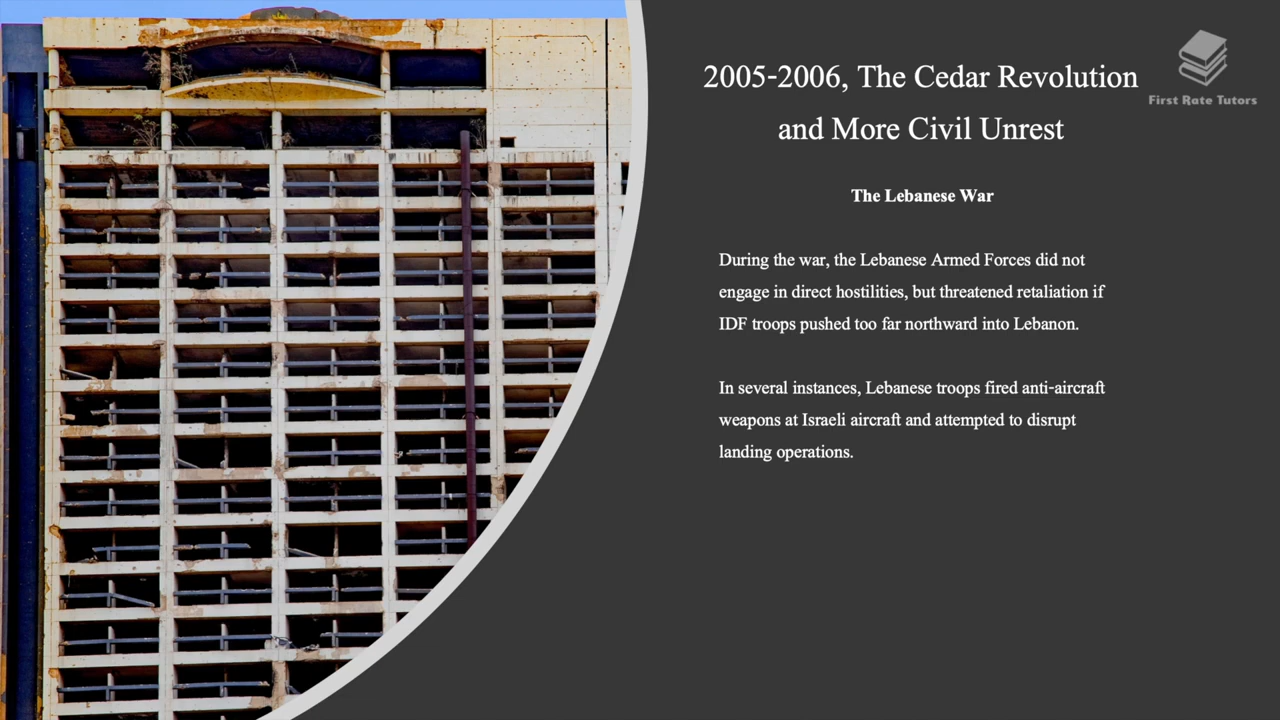 2005-2006, The Cedar Revolution
and More Civil Unrest
First Rate Tutors
The Lebanese War
During the war, the Lebanese Armed Forces did not
engage in direct hostilities, but threatened retaliation if
IDF troops pushed too far northward into Lebanon.
In several instances, Lebanese troops fired anti-aircraft
weapons at Israeli aircraft and attempted to disrupt
landing operations.